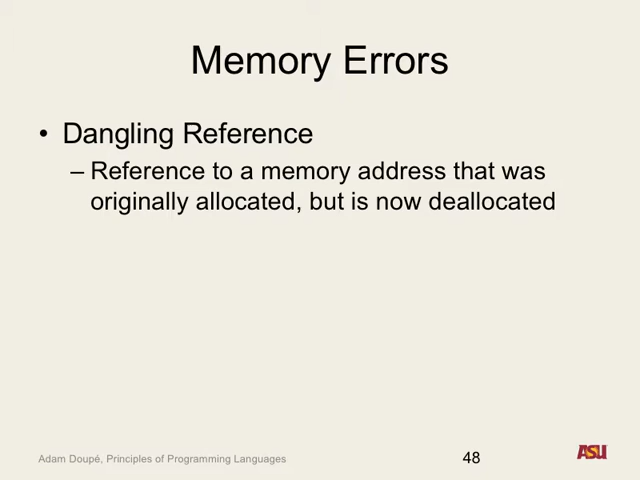 Memory Errors
• Dangling Reference
– Reference to a memory address that was
originally allocated, but is now deallocated
Adam Doupé, Principles of Programming Languages
48
ASU